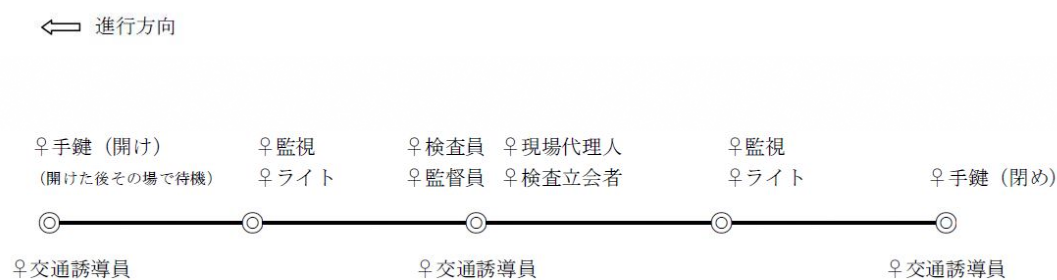 進行方向
♀手鍵（開け） ♀監視 ♀検査員 ♀現場代理人 ♀監視
（開けた後その場で待機） ♀ライト ♀監督員 ♀検査立会者 ♀ライト ♀手鍵（閉め）
♀交通誘導員 ♀交通誘導員 ♀交通誘導員